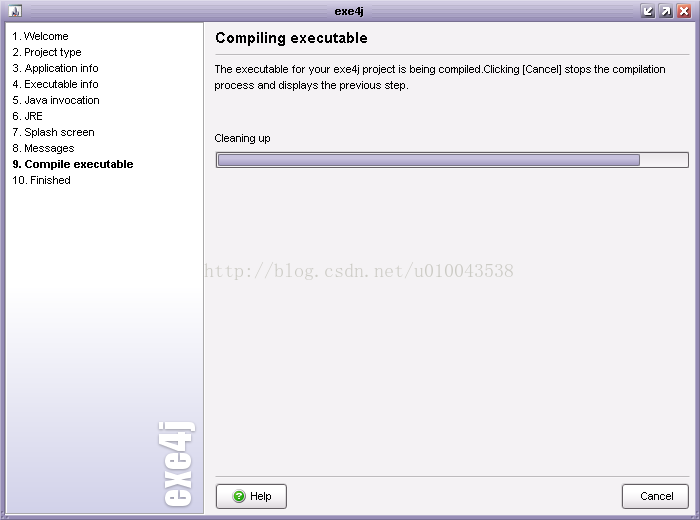 exe4j
1. Welcome
2. Project type
3. Application info
4. Executable info
5. Java invocation
6. JRE
7. Splash screen
8. Messages
9. Compile executable
10. Finished
exe4j
Compiling executable
The executable for your exe4j project is being compiled.Clicking [Cancel] stops the compilation
process and displays the previous step.
Cleaning up
http://blog.csdn.net/u010043538
Help
Cancel